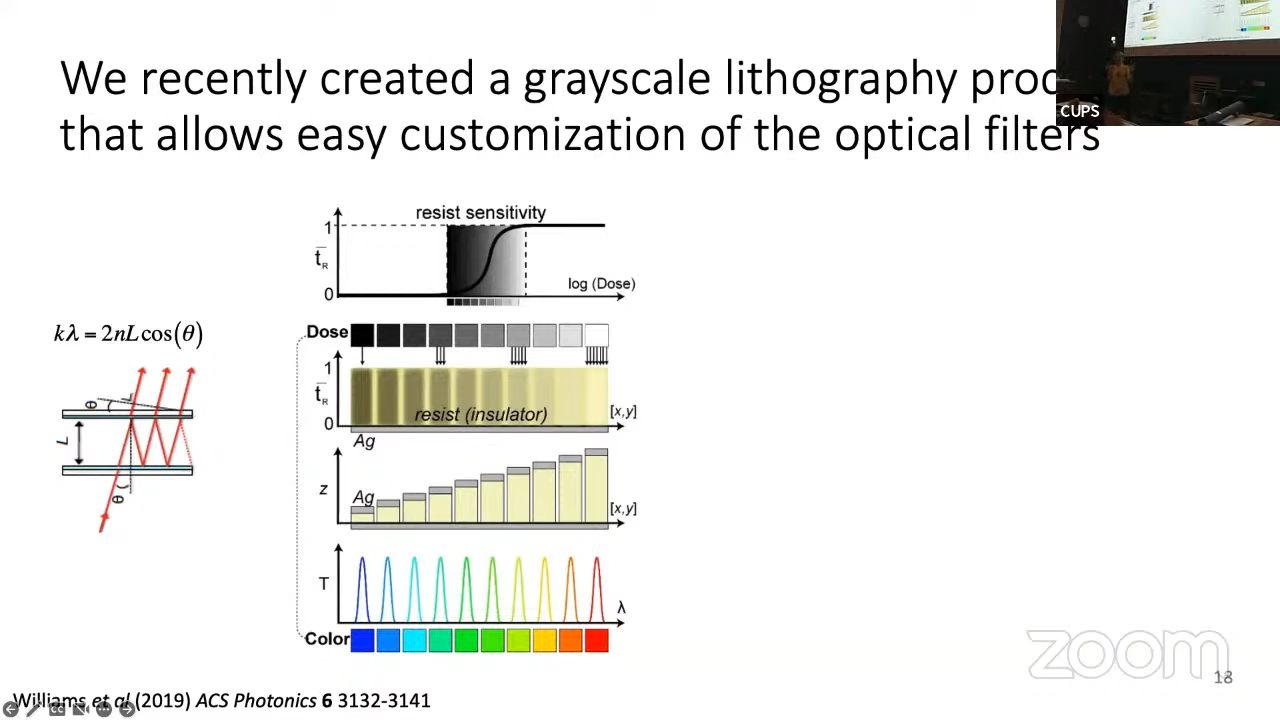 We recently created a grayscale lithography proc
that allows easy customization of the optical filters
CUPS
resist sensitivity
1
t̅R
0
log (Dose)
kλ = 2nL cos(θ)
θ
L
L
θ
Dose
1
t̅R
0
resist (insulator)
[x,y]
Ag
z
Ag
[x,y]
T
λ
Color
zoom
18
Williams et al (2019) ACS Photonics 6 3132-3141